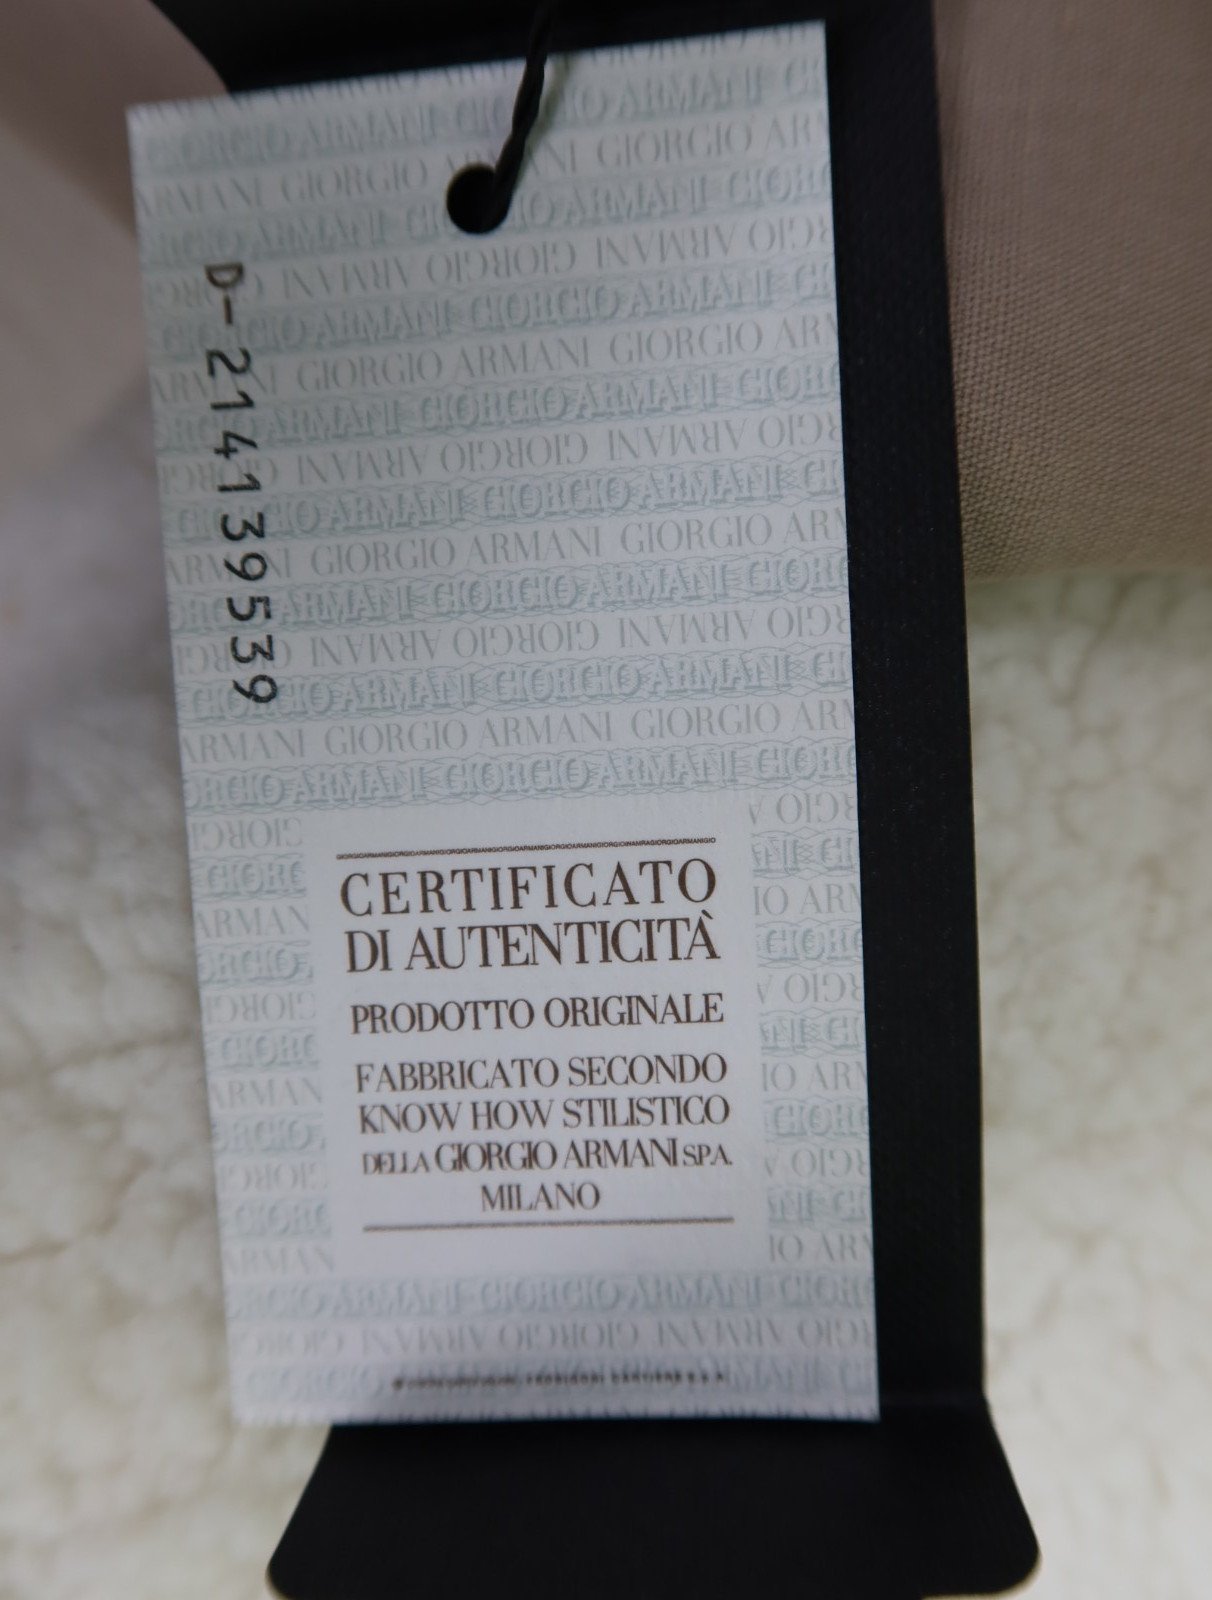 D-214139539
CERTIFICATO
DI AUTENTICITÀ
PRODOTTO ORIGINALE
FABBRICATO SECONDO
KNOW HOW STILISTICO
DELLA GIORGIO ARMANI S.P.A.
MILANO